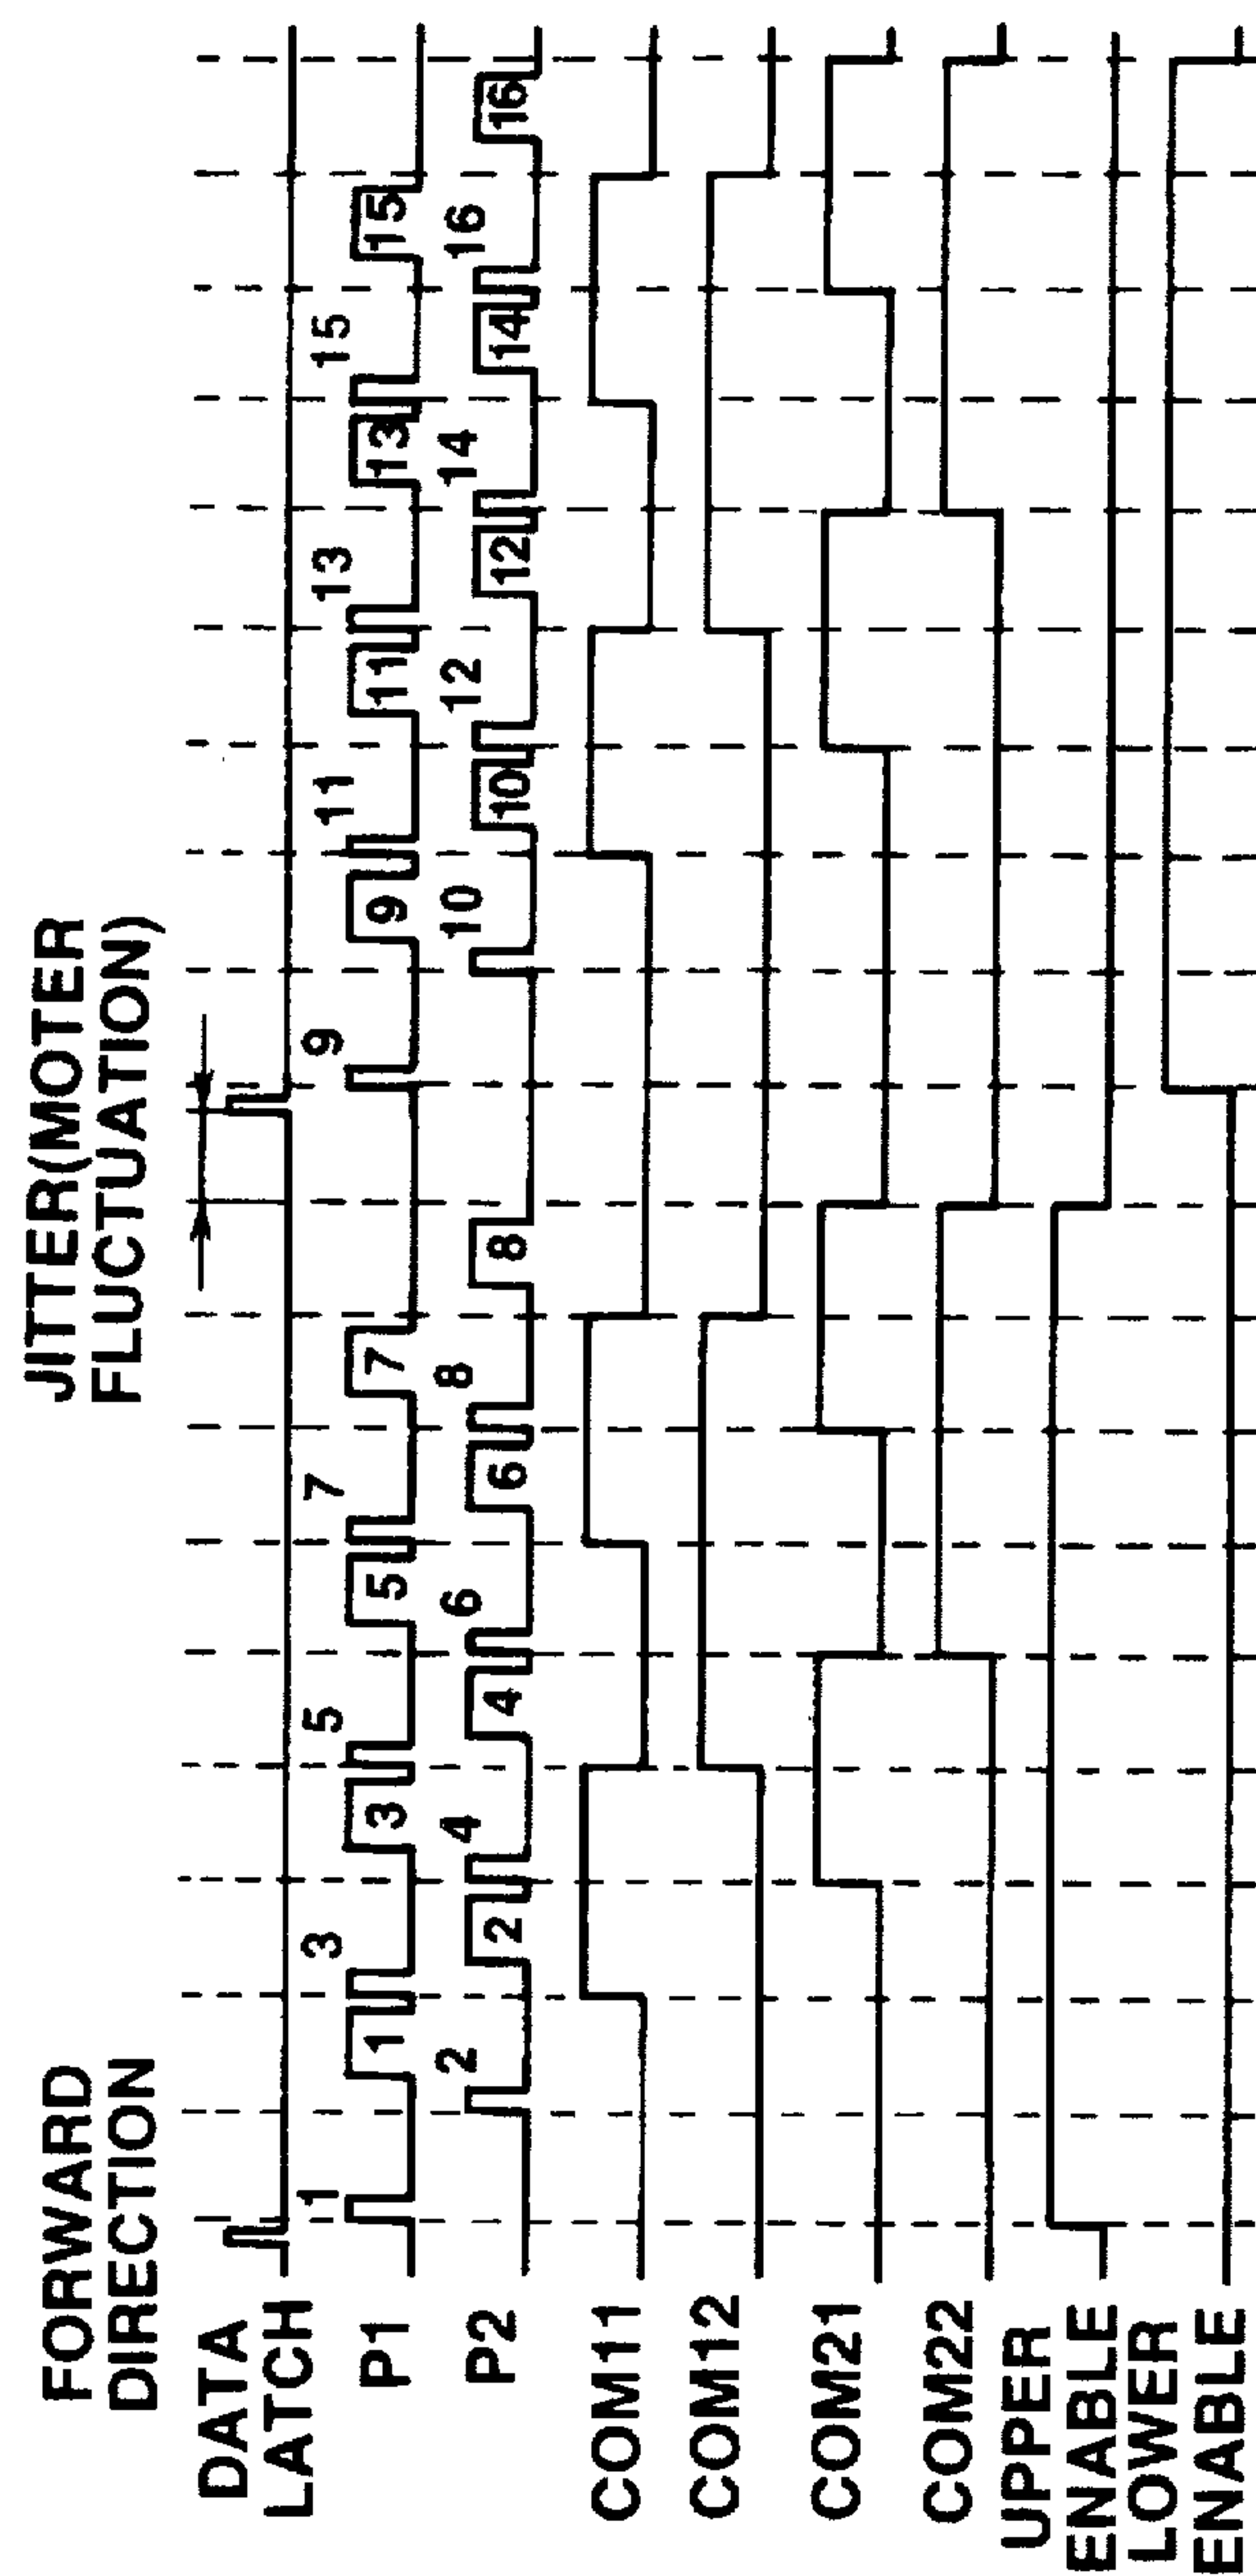 FORWARD
DIRECTION
JITTER(MOTER
FLUCTUATION)
DATA
LATCH
1 3 5 7 9 11 13 15
P1 1 3 5 7 9 11 13 15
2 4 6 8 10 12 14 16
P2 2 4 6 8 10 12 14 16
COM11
COM12
COM21
COM22
UPPER
ENABLE
LOWER
ENABLE